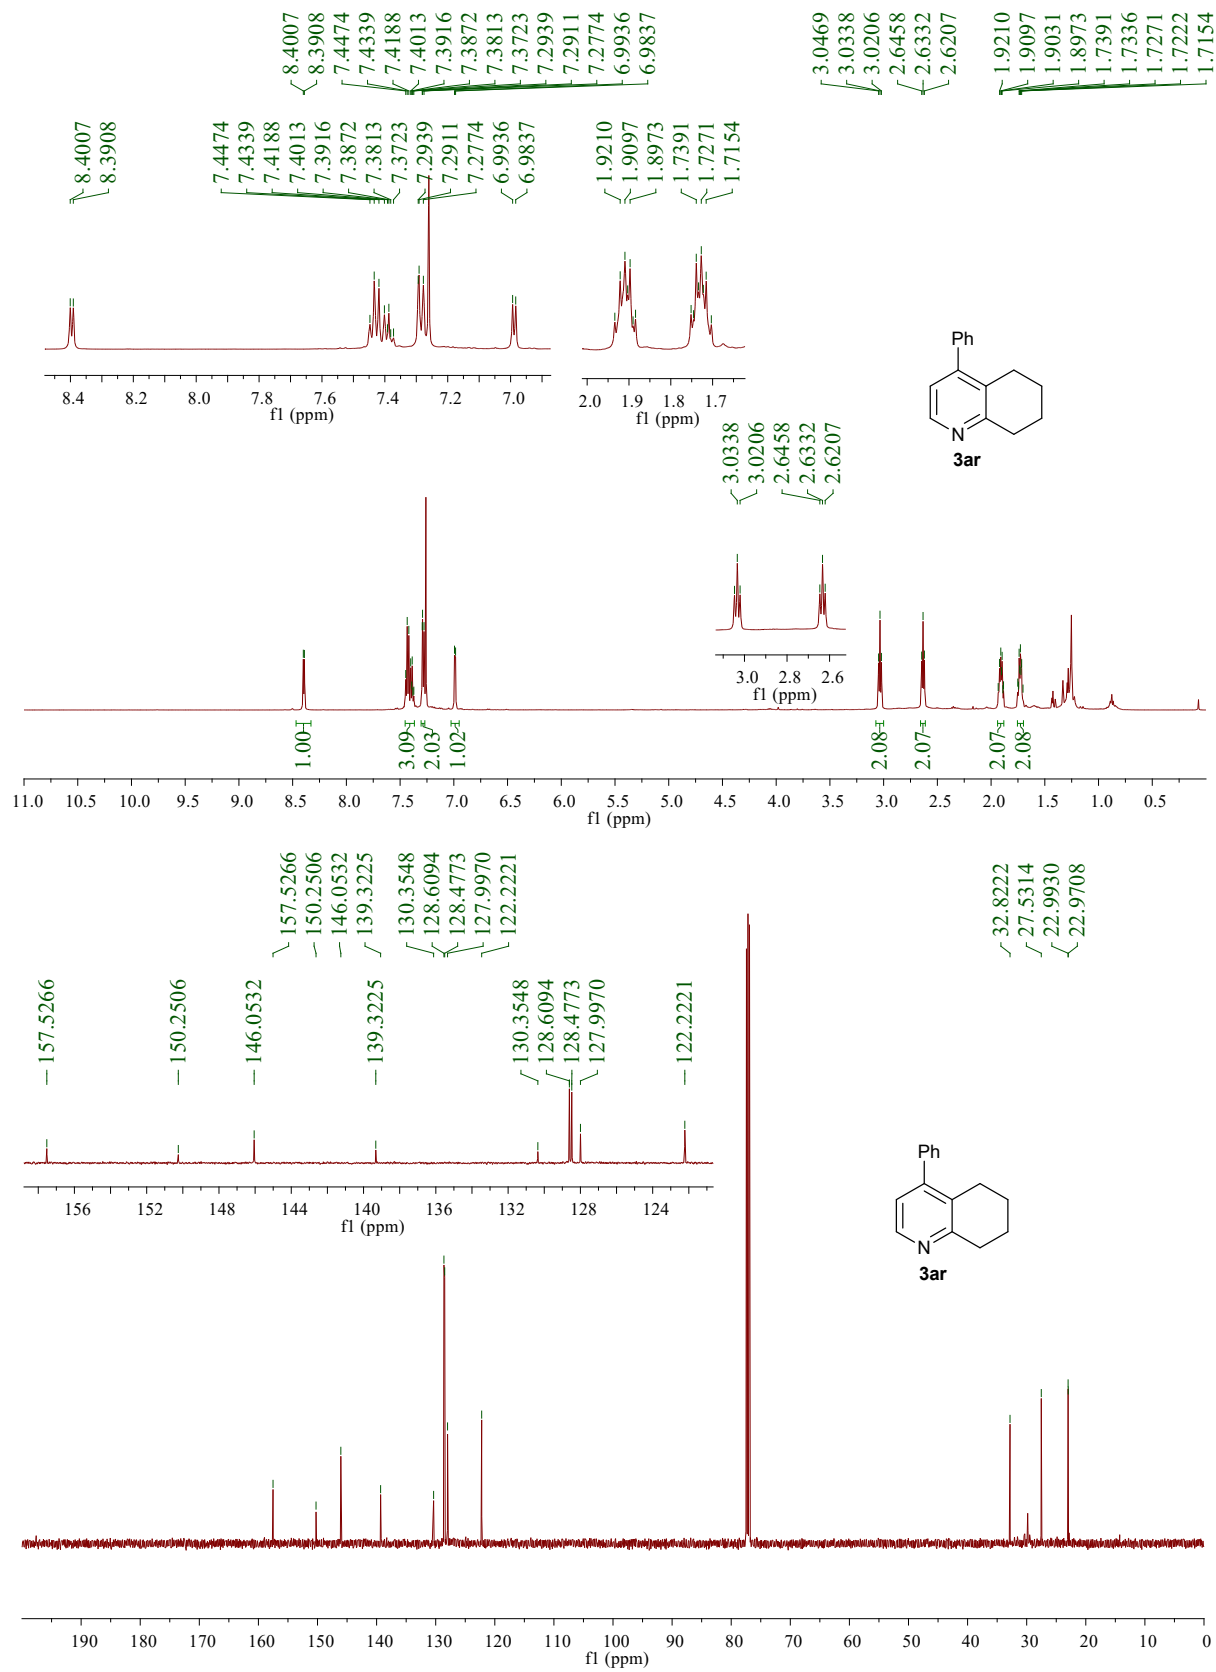 8.4007 8.3908 7.4474 7.4339 7.4188 7.4013 7.3916 7.3872 7.3813 7.3723 7.2939 7.2911 7.2774 6.9936 6.9837 3.0469 3.0338 3.0206 2.6458 2.6332 2.6207 1.9210 1.9097 1.9031 1.8973 1.7391 1.7336 1.7271 1.7222 1.7154
8.4007 8.3908 7.4474 7.4339 7.4188 7.4013 7.3916 7.3872 7.3813 7.3723 7.2939 7.2911 7.2774 6.9936 6.9837 1.9210 1.9097 1.8973 1.7391 1.7271 1.7154
8.4 8.2 8.0 7.8 7.6 7.4 7.2 7.0
f1 (ppm)
2.0 1.9 1.8 1.7
f1 (ppm)
Ph
N
3ar
3.0338 3.0206 2.6458 2.6332 2.6207
3.0 2.8 2.6
f1 (ppm)
1.00 3.09 2.03 1.02 2.08 2.07 2.07 2.08
11.0 10.5 10.0 9.5 9.0 8.5 8.0 7.5 7.0 6.5 6.0 5.5 5.0 4.5 4.0 3.5 3.0 2.5 2.0 1.5 1.0 0.5
f1 (ppm)
157.5266 150.2506 146.0532 139.3225 130.3548 128.6094 128.4773 127.9970 122.2221 32.8222 27.5314 22.9930 22.9708
157.5266 150.2506 146.0532 139.3225 130.3548 128.6094 128.4773 127.9970 122.2221
156 152 148 144 140 136 132 128 124
f1 (ppm)
Ph
N
3ar
190 180 170 160 150 140 130 120 110 100 90 80 70 60 50 40 30 20 10 0
f1 (ppm)